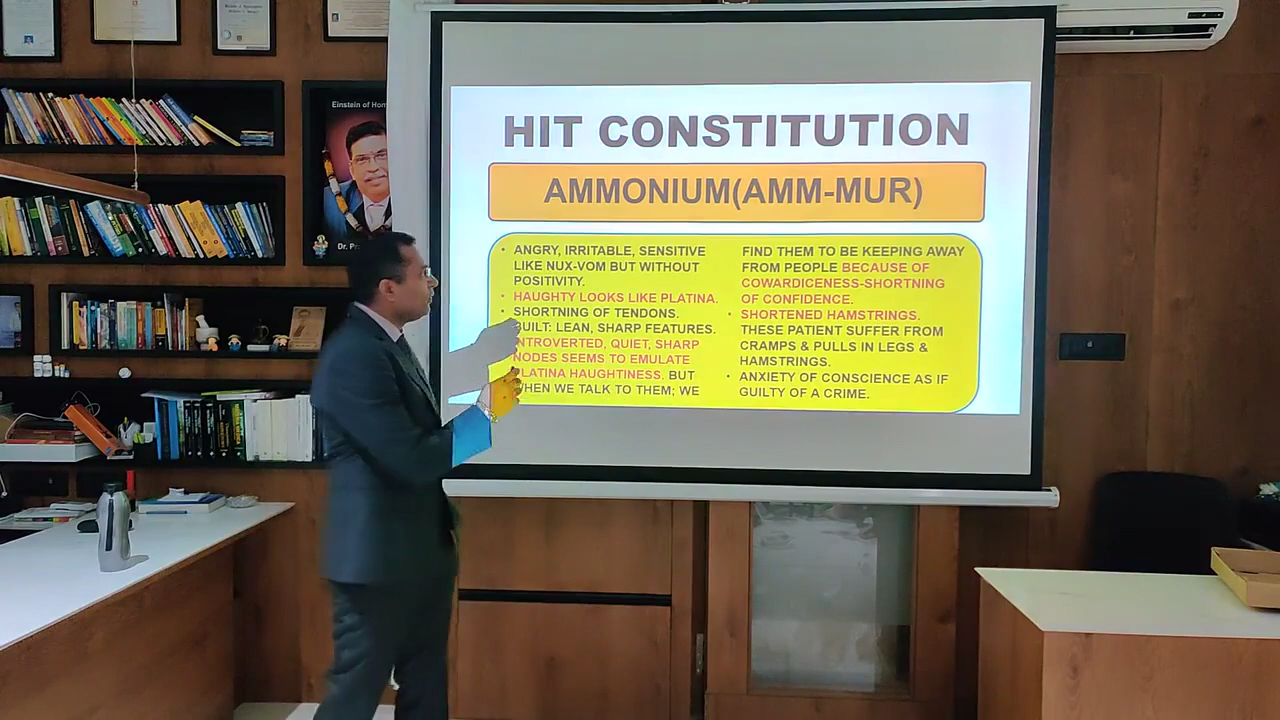 Einstein of Hom
Dr. Pr
HIT CONSTITUTION
AMMONIUM(AMM-MUR)
• ANGRY, IRRITABLE, SENSITIVE
LIKE NUX-VOM BUT WITHOUT
POSITIVITY.
• HAUGHTY LOOKS LIKE PLATINA.
• SHORTNING OF TENDONS.
BUILT: LEAN, SHARP FEATURES.
INTROVERTED, QUIET, SHARP
NODES SEEMS TO EMULATE
PLATINA HAUGHTINESS. BUT
WHEN WE TALK TO THEM; WE
FIND THEM TO BE KEEPING AWAY
FROM PEOPLE BECAUSE OF
COWARDICENESS-SHORTNING
OF CONFIDENCE.
• SHORTENED HAMSTRINGS.
THESE PATIENT SUFFER FROM
CRAMPS & PULLS IN LEGS &
HAMSTRINGS.
• ANXIETY OF CONSCIENCE AS IF
GUILTY OF A CRIME.